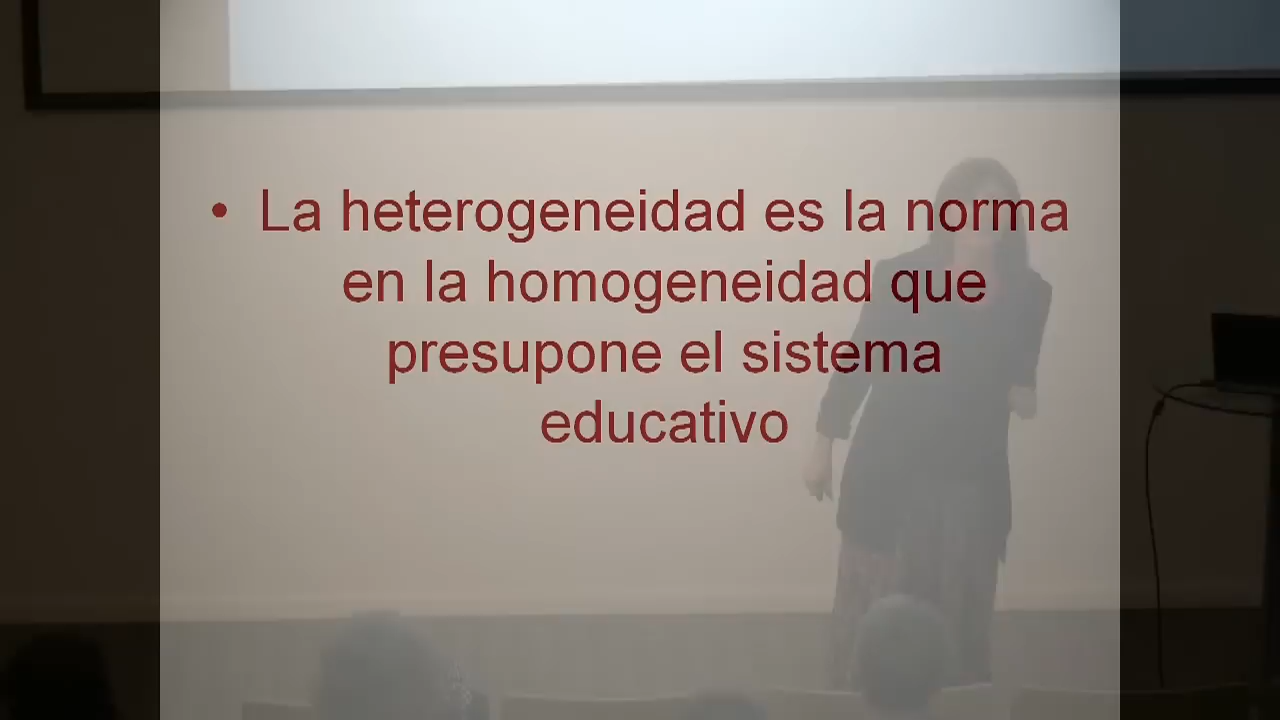 • La heterogeneidad es la norma
en la homogeneidad que
presupone el sistema
educativo